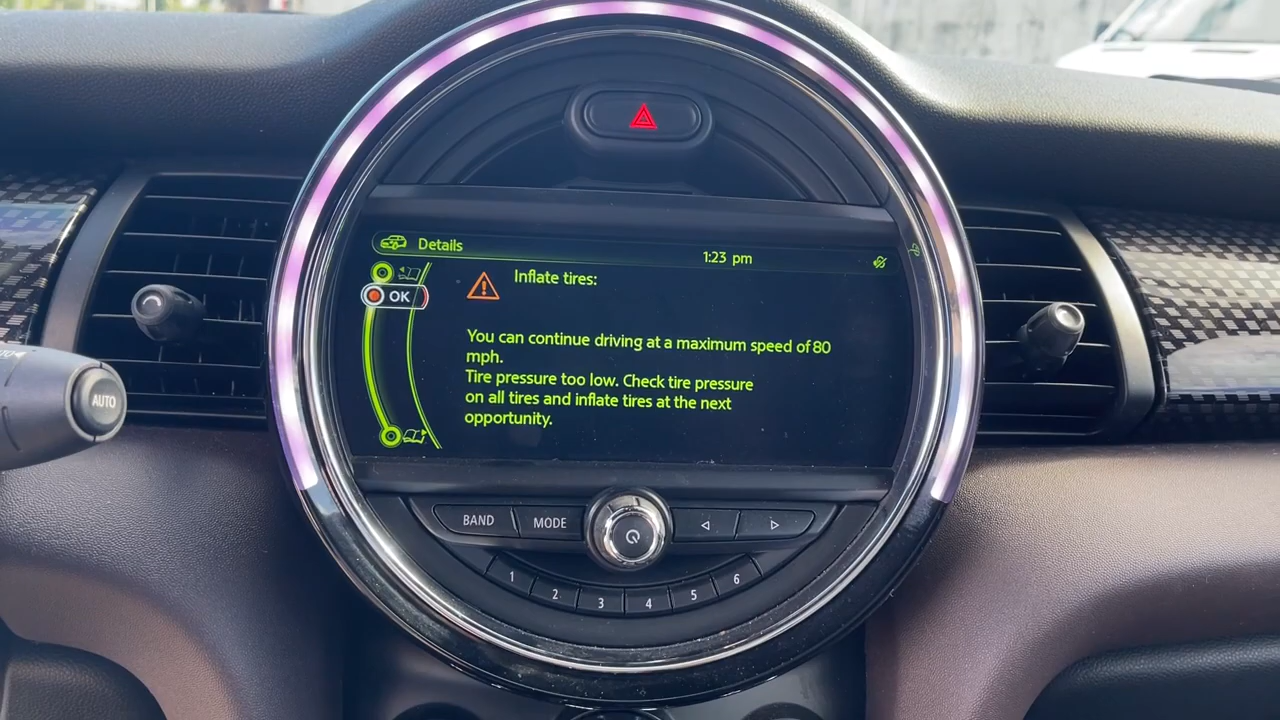 Details
1:23 pm
OK
Inflate tires:
You can continue driving at a maximum speed of 80
mph.
Tire pressure too low. Check tire pressure
on all tires and inflate tires at the next
opportunity.
AUTO
BAND
MODE
1
2
3
4
5
6